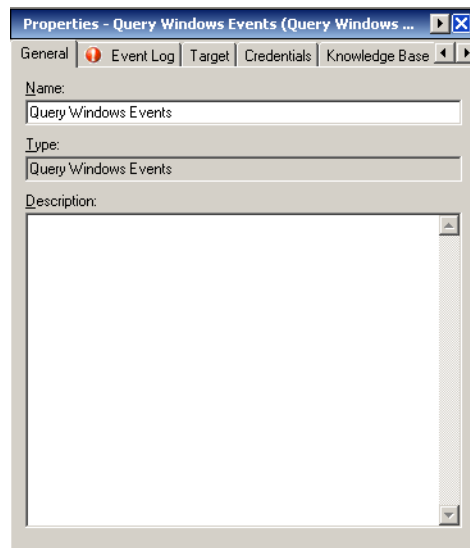 Properties - Query Windows Events (Query Windows ...
General Event Log Target Credentials Knowledge Base
Name:
Query Windows Events
Type:
Query Windows Events
Description: